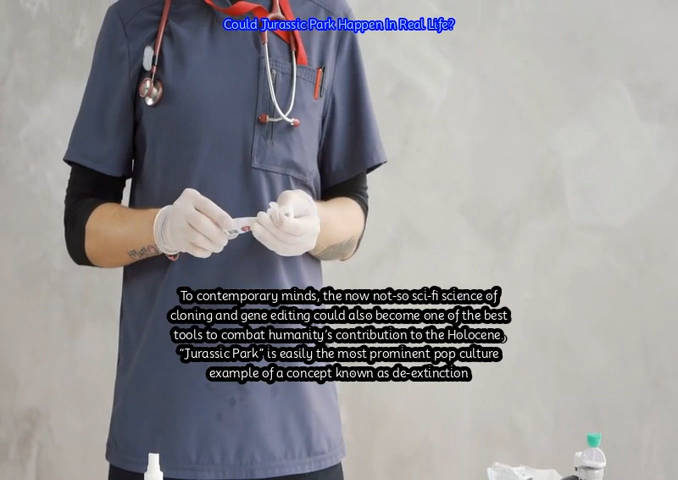 Could Jurassic Park Happen In Real Life?
To contemporary minds, the now not-so sci-fi science of
cloning and gene editing could also become one of the best
tools to combat humanity's contribution to the Holocene,
"Jurassic Park" is easily the most prominent pop culture
example of a concept known as de-extinction